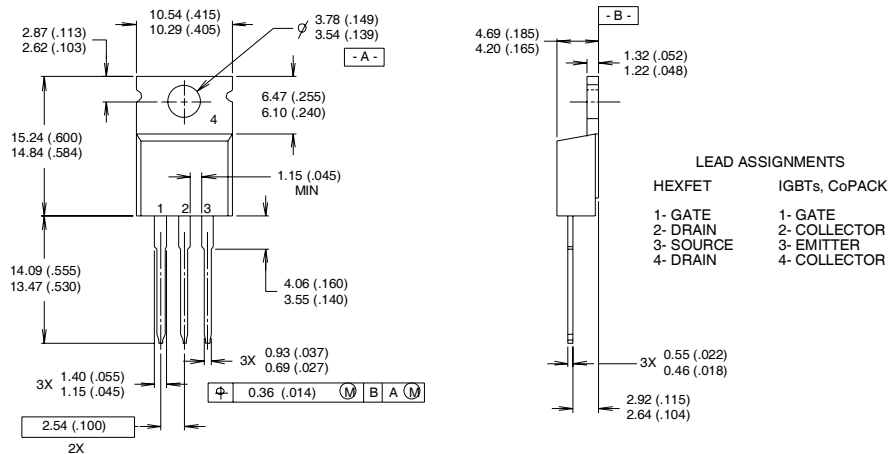 10.54 (.415)
10.29 (.405)
3.78 (.149)
3.54 (.139)
- A -
2.87 (.113)
2.62 (.103)
4
6.47 (.255)
6.10 (.240)
15.24 (.600)
14.84 (.584)
1.15 (.045)
MIN
1 2 3
14.09 (.555)
13.47 (.530)
4.06 (.160)
3.55 (.140)
3X 0.93 (.037)
0.69 (.027)
3X 1.40 (.055)
1.15 (.045)
⌖ 0.36 (.014) Ⓜ B A Ⓜ
2.54 (.100)
2X
- B -
4.69 (.185)
4.20 (.165)
1.32 (.052)
1.22 (.048)
3X 0.55 (.022)
0.46 (.018)
2.92 (.115)
2.64 (.104)
LEAD ASSIGNMENTS
HEXFET IGBTs, CoPACK
1- GATE 1- GATE
2- DRAIN 2- COLLECTOR
3- SOURCE 3- EMITTER
4- DRAIN 4- COLLECTOR